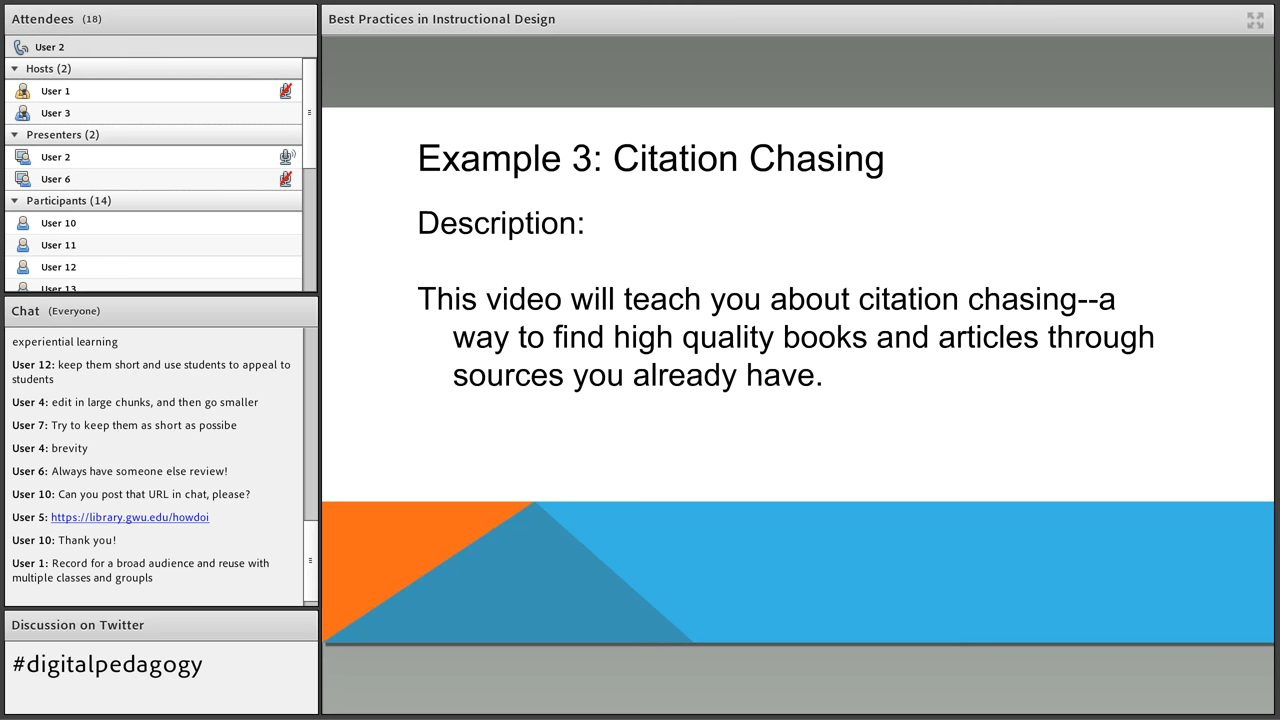 Attendees (18)
User 2
Hosts (2)
User 1
User 3
Presenters (2)
User 2
User 6
Participants (14)
User 10
User 11
User 12
User 13
Chat (Everyone)
experiential learning
User 12: keep them short and use students to appeal to
students
User 4: edit in large chunks, and then go smaller
User 7: Try to keep them as short as possibe
User 4: brevity
User 6: Always have someone else review!
User 10: Can you post that URL in chat, please?
User 5: https://library.gwu.edu/howdoi
User 10: Thank you!
User 1: Record for a broad audience and reuse with
multiple classes and groupls
Discussion on Twitter
#digitalpedagogy
Best Practices in Instructional Design
Example 3: Citation Chasing
Description:
This video will teach you about citation chasing--a
way to find high quality books and articles through
sources you already have.